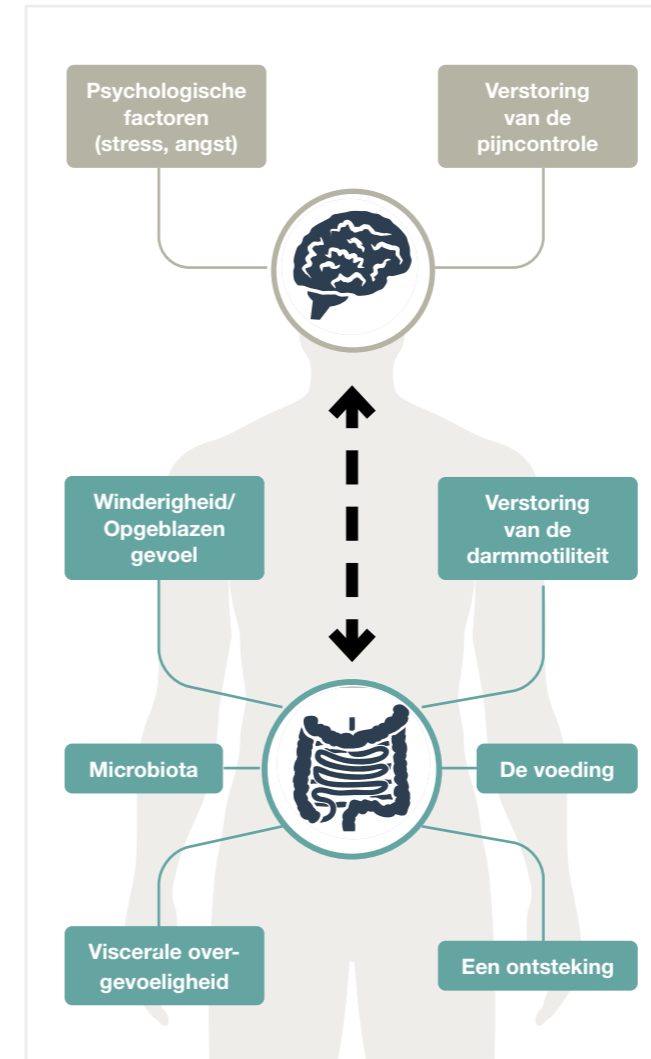 Psychologische
factoren
(stress, angst)
Verstoring
van de
pijncontrole
Winderigheid/
Opgeblazen
gevoel
Verstoring
van de
darmmotiliteit
Microbiota
De voeding
Viscerale over-
gevoeligheid
Een ontsteking